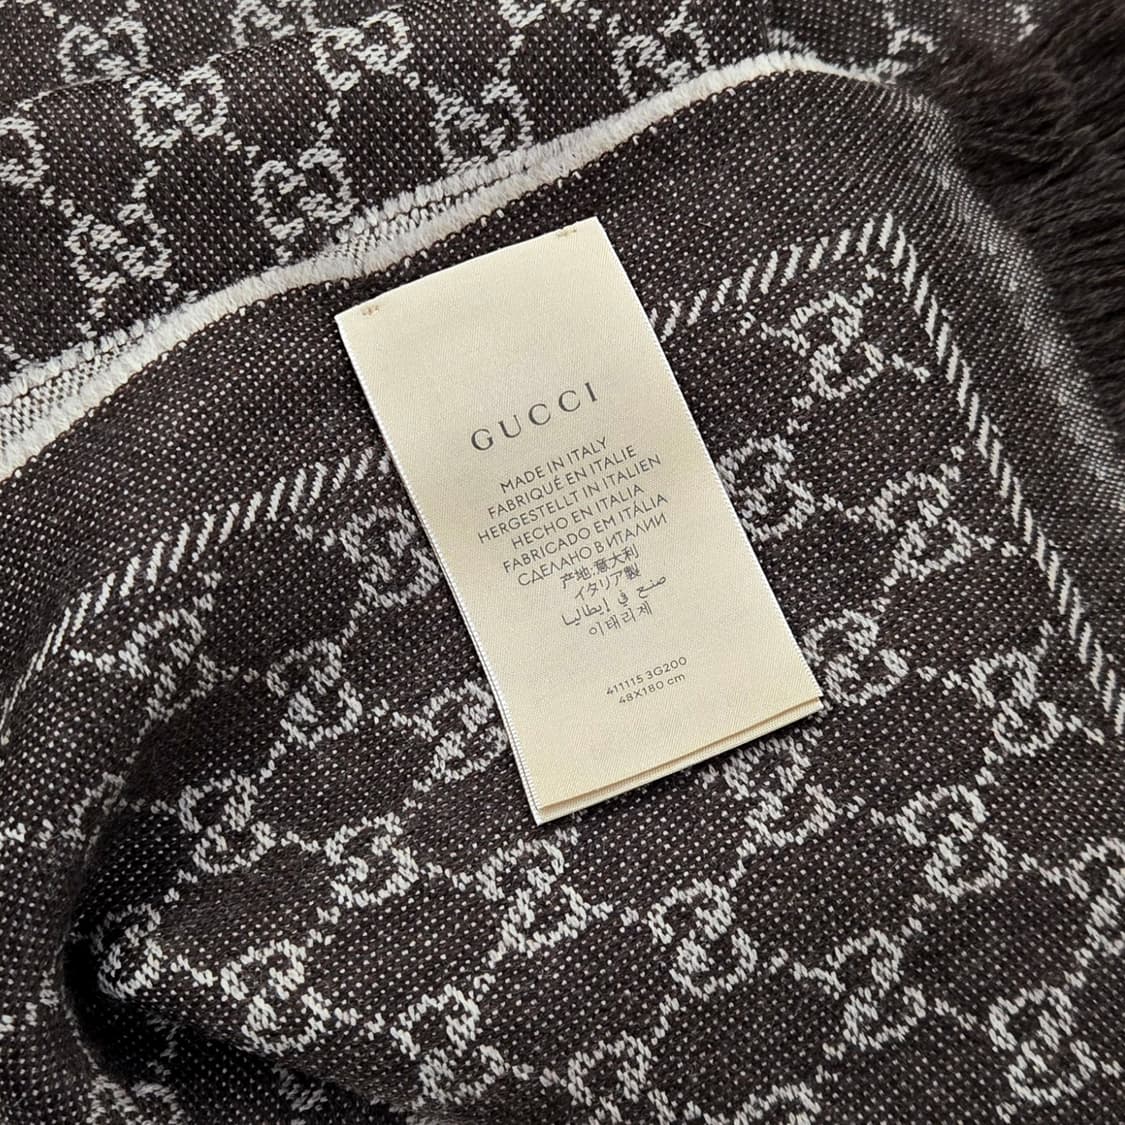 GUCCI
MADE IN ITALY
FABRIQUÉ EN ITALIE
HERGESTELLT IN ITALIEN
HECHO EN ITALIA
FABRICADO EM ITÁLIA
СДЕЛАНО В ИТАЛИИ
产地:意大利
イタリア製
صنع في إيطاليا
이태리제
411115 3G200
48X180 cm